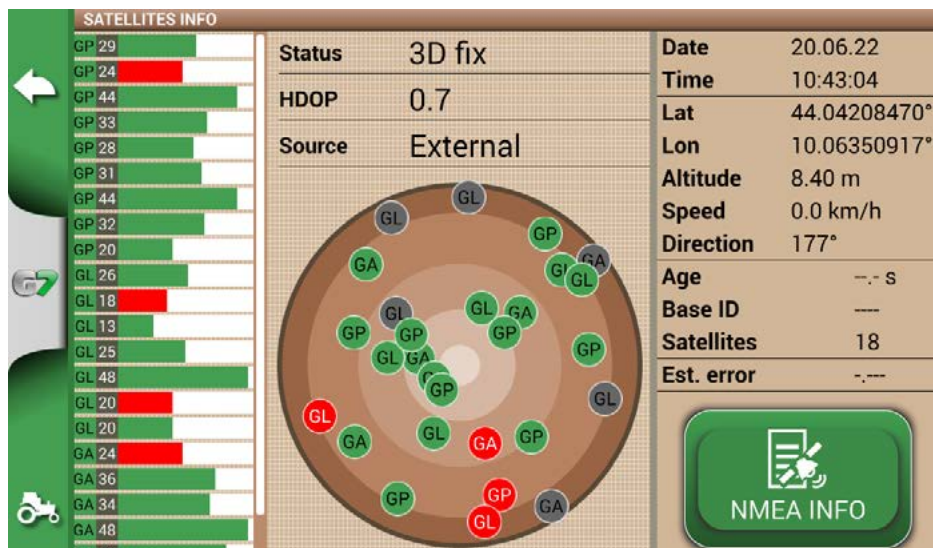 SATELLITES INFO
GP 29
GP 24
GP 44
GP 33
GP 28
GP 31
GP 44
GP 32
GP 20
GL 26
GL 18
GL 13
GL 25
GL 48
GL 20
GL 20
GA 24
GA 36
GA 34
GA 48
G7
Status 3D fix
HDOP 0.7
Source External
GL
GL
GP
GA
GA
GL
GL
GL
GL
GA
GP
GP
GP
GP
GL
GA
GP
GL
GL
GA
GL
GA
GP
GP
GP
GA
GL
Date 20.06.22
Time 10:43:04
Lat 44.04208470°
Lon 10.06350917°
Altitude 8.40 m
Speed 0.0 km/h
Direction 177°
Age --.- s
Base ID ----
Satellites 18
Est. error -.---
NMEA INFO